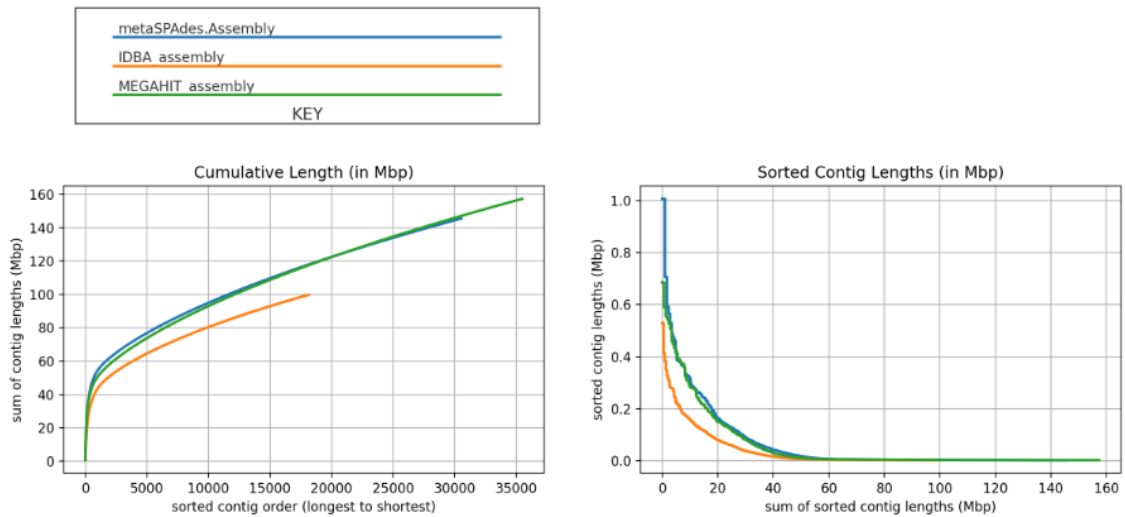 metaSPAdes.Assembly
IDBA_assembly
MEGAHIT_assembly
KEY
Cumulative Length (in Mbp)
160
140
120
100
80
60
40
20
0
sum of contig lengths (Mbp)
0 5000 10000 15000 20000 25000 30000 35000
sorted contig order (longest to shortest)
Sorted Contig Lengths (in Mbp)
1.0
0.8
0.6
0.4
0.2
0.0
sorted contig lengths (Mbp)
0 20 40 60 80 100 120 140 160
sum of sorted contig lengths (Mbp)